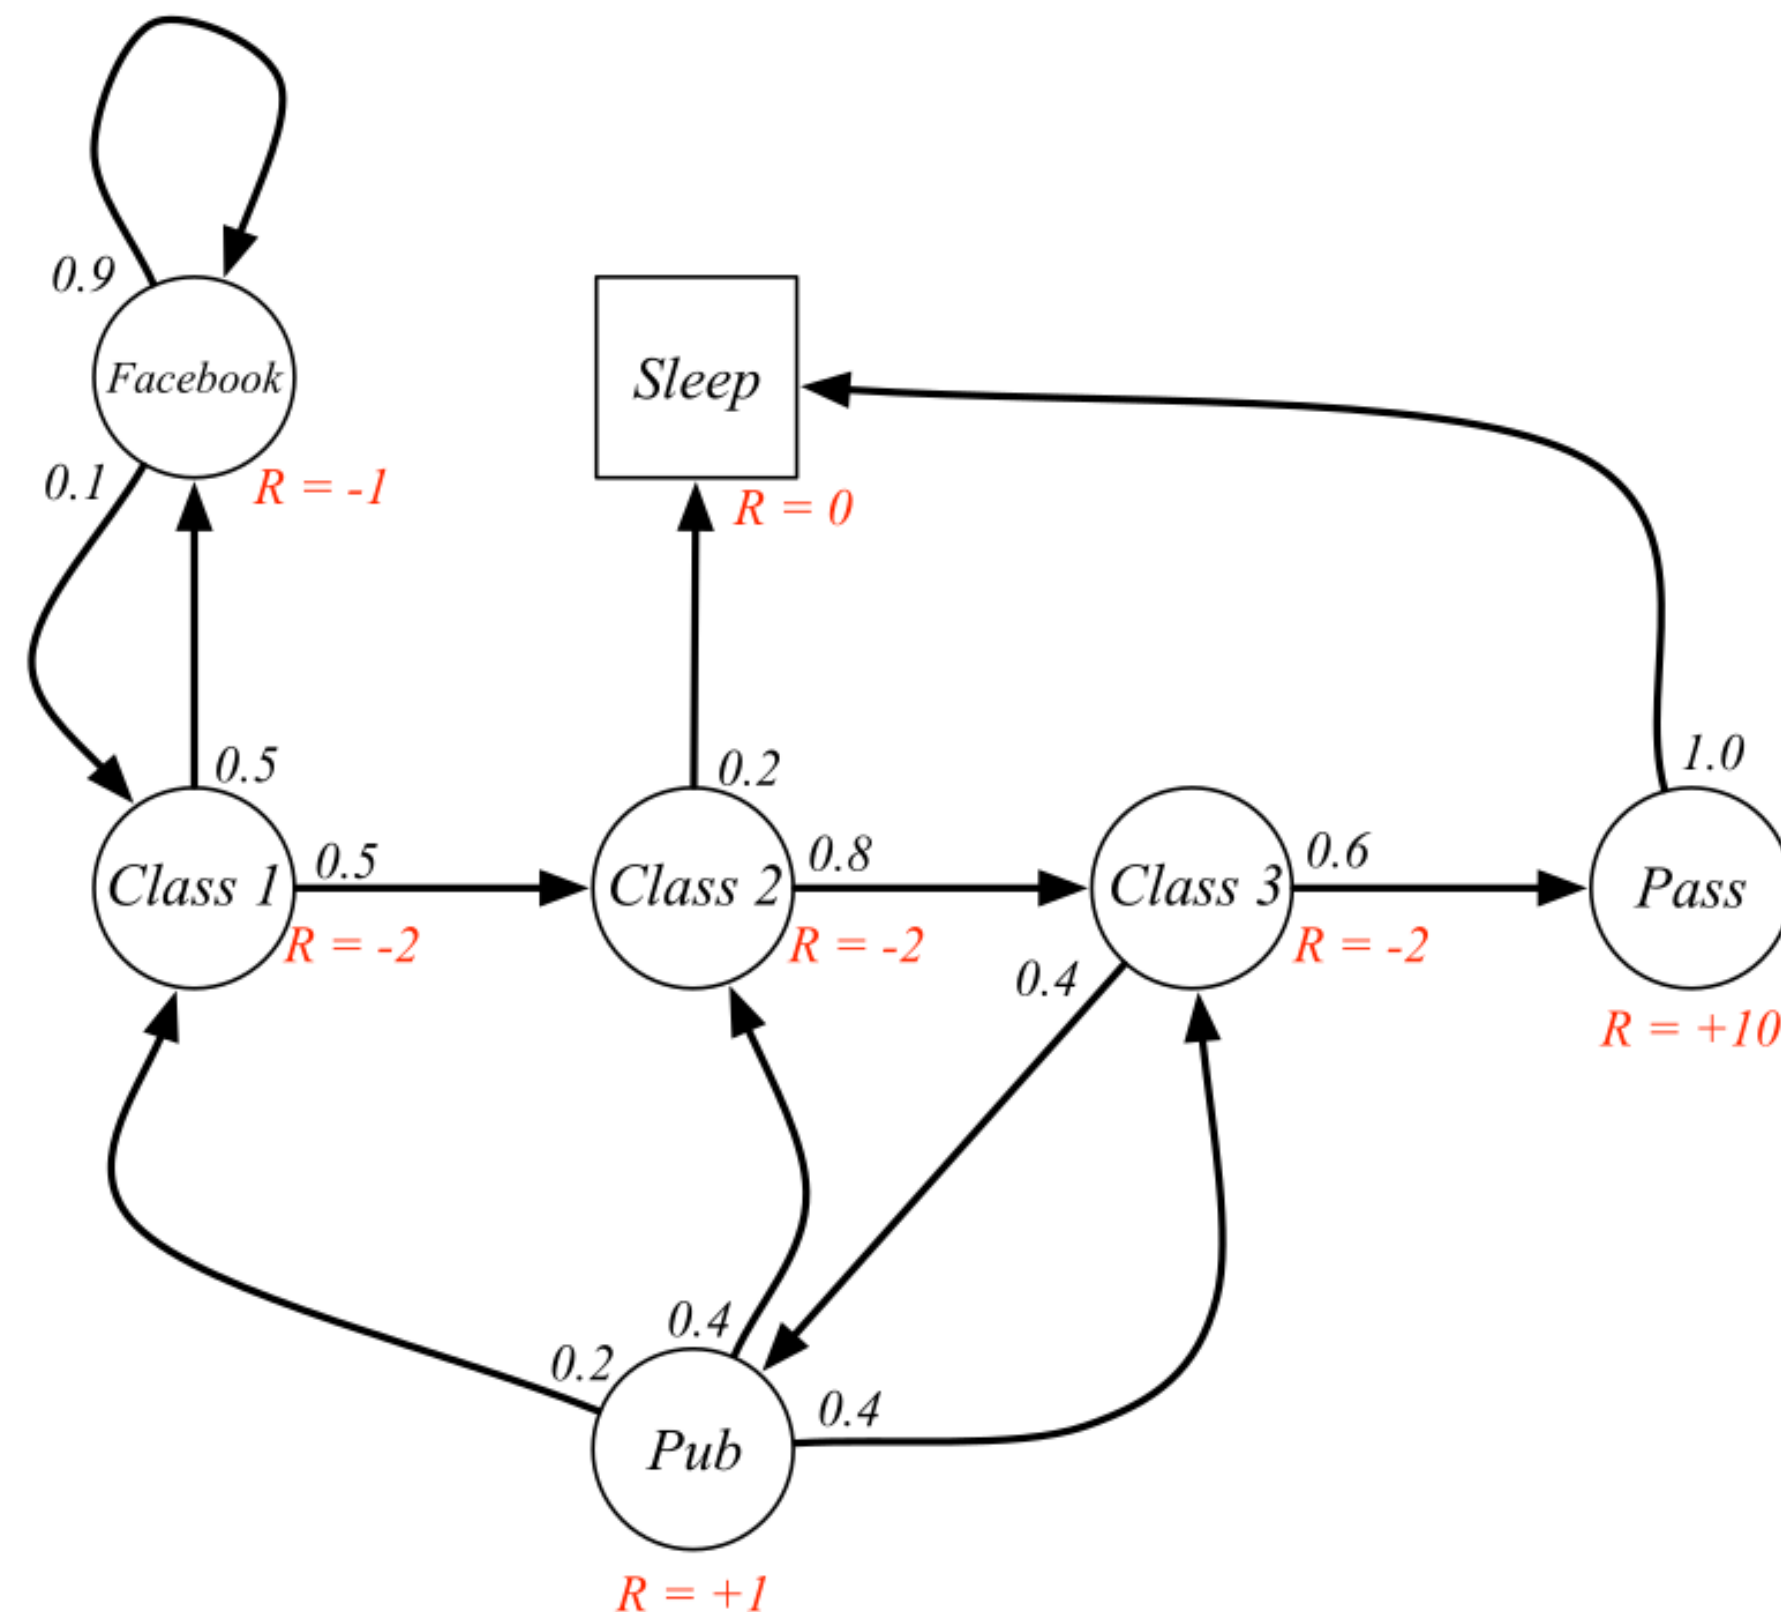 0.9
Facebook
0.1
R = -1
Sleep
R = 0
0.5
0.2
1.0
Class 1
0.5
R = -2
Class 2
0.8
R = -2
Class 3
0.6
R = -2
Pass
0.4
R = +10
0.2
0.4
0.4
Pub
R = +1